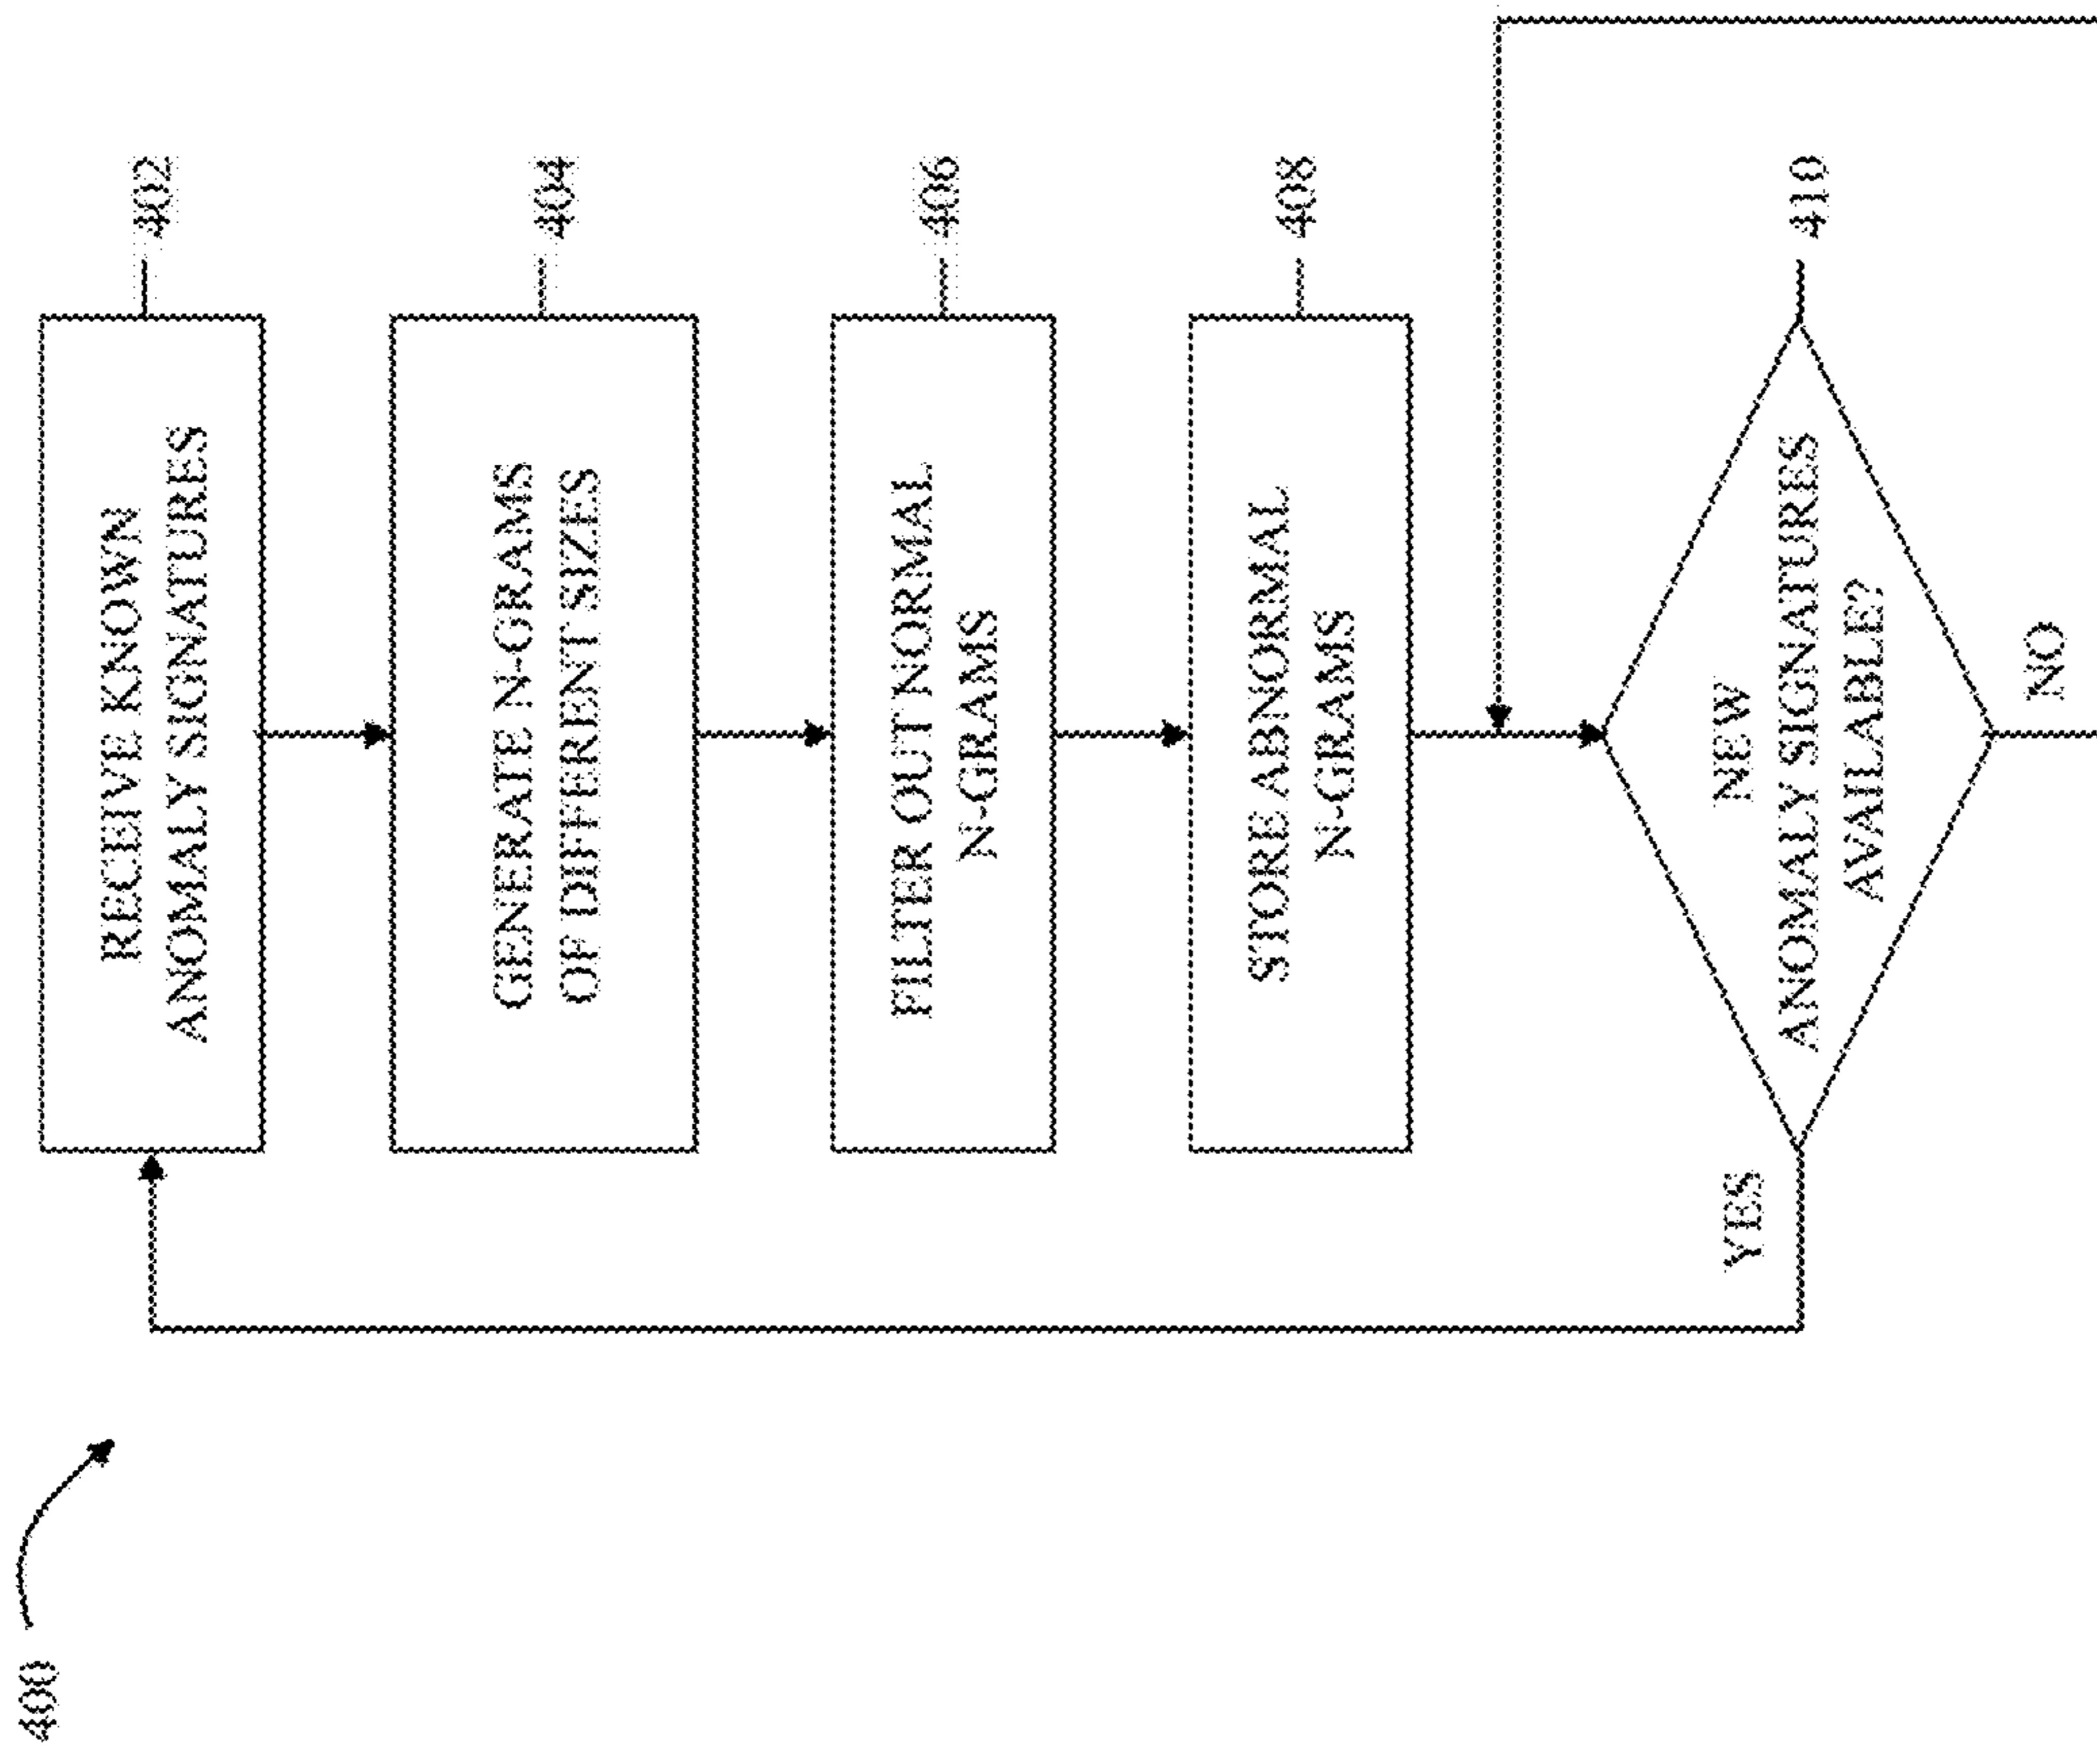 400
RECEIVE KNOWN
ANOMALY SIGNATURES
402
GENERATE N-GRAMS
OF DIFFERENT SIZES
404
FILTER OUT NORMAL
N-GRAMS
406
STORE ABNORMAL
N-GRAMS
408
NEW
ANOMALY SIGNATURES
AVAILABLE?
410
YES
NO